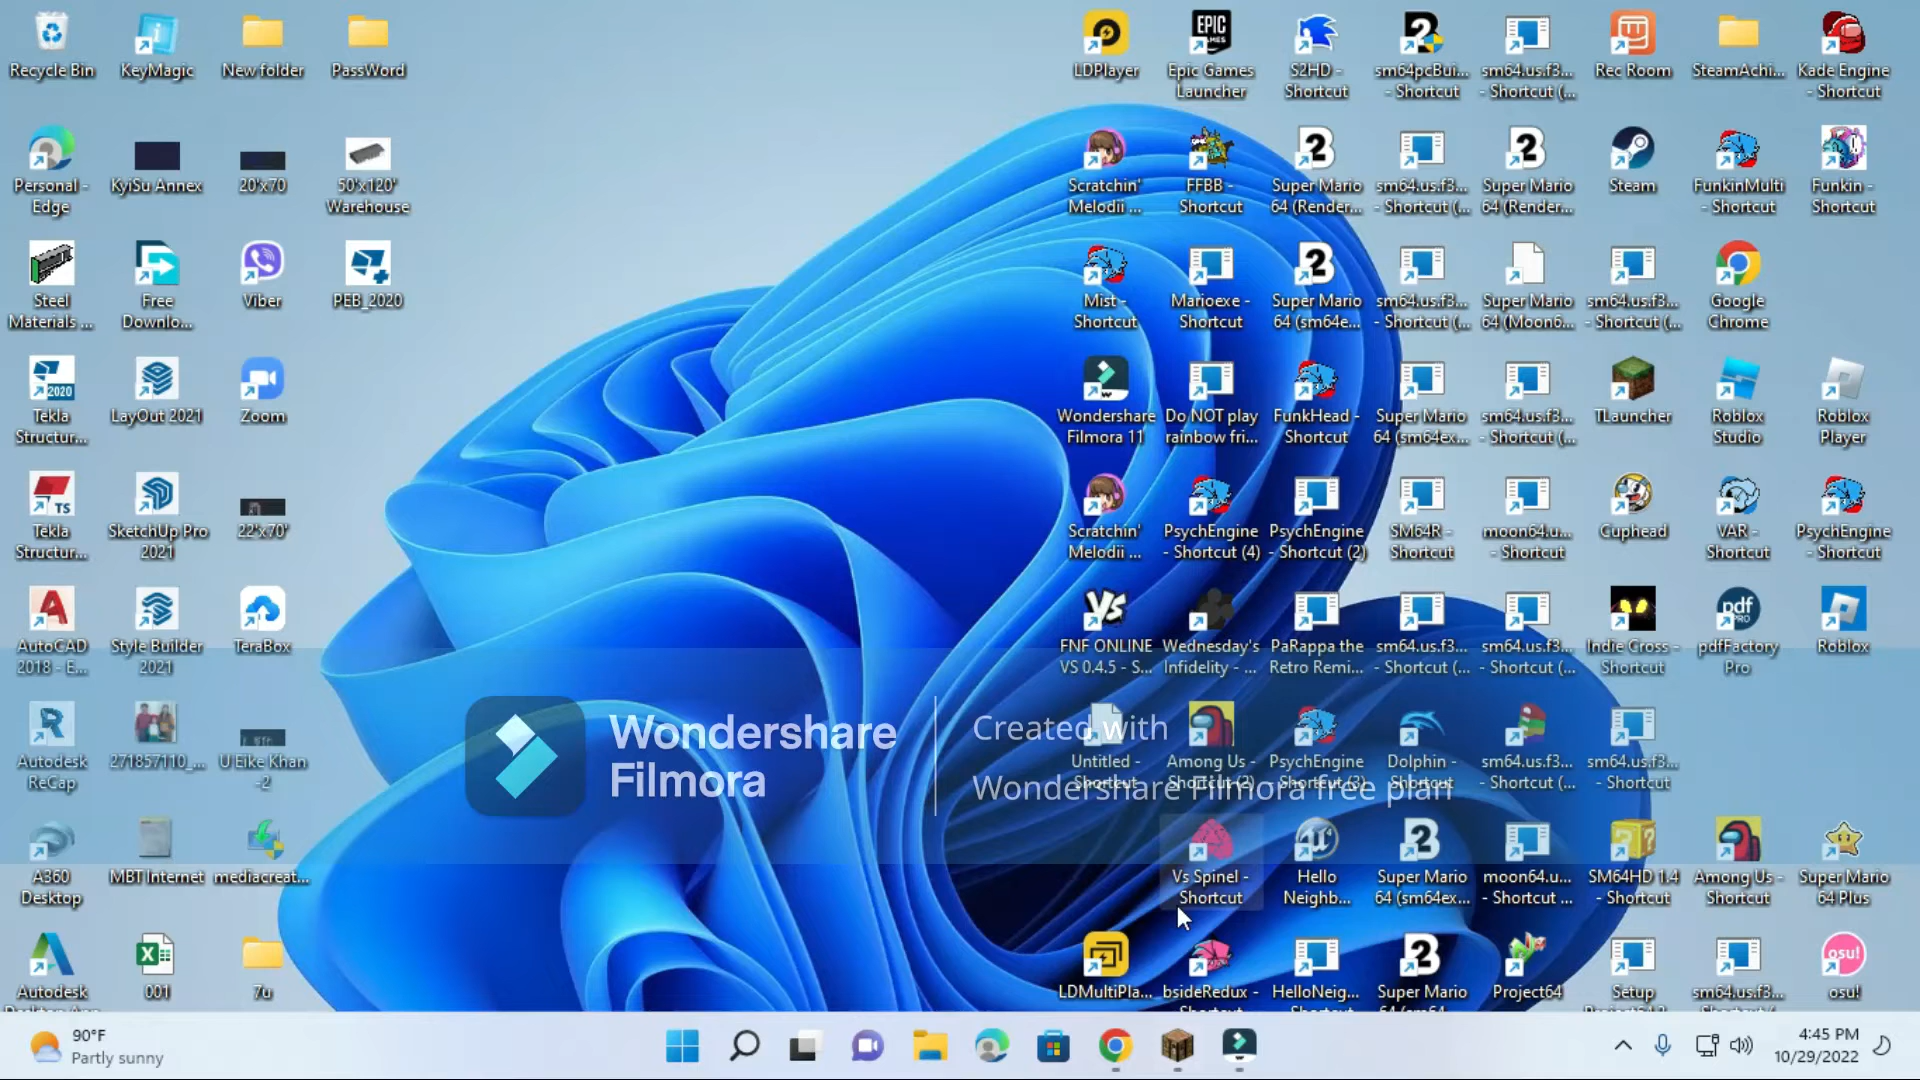 Recycle Bin
KeyMagic
New folder
PassWord
LDPlayer
Epic Games
Launcher
S2HD -
Shortcut
sm64pcBui...
- Shortcut
sm64.us.f3...
- Shortcut (...
Rec Room
SteamAchi...
Kade Engine
- Shortcut
Personal -
Edge
KyiSu Annex
20'x70'
50'x120'
Warehouse
Scratchin'
Melodii ...
FFBB -
Shortcut
Super Mario
64 (Render...
sm64.us.f3...
- Shortcut (...
Super Mario
64 (Render...
Steam
FunkinMulti
- Shortcut
Funkin -
Shortcut
Steel
Materials ...
Free
Downlo...
Viber
PEB_2020
Mist -
Shortcut
Marioexe -
Shortcut
Super Mario
64 (sm64e...
sm64.us.f3...
- Shortcut (...
Super Mario
64 (Moon6...
sm64.us.f3...
- Shortcut (...
Google
Chrome
2020
Tekla
Structur...
LayOut 2021
Zoom
Wondershare
Filmora 11
Do NOT play
rainbow fri...
FunkHead -
Shortcut
Super Mario
64 (sm64ex...
sm64.us.f3...
- Shortcut (...
TLauncher
Roblox
Studio
Roblox
Player
TS
Tekla
Structur...
SketchUp Pro
2021
22'x70'
Scratchin'
Melodii ...
PsychEngine
- Shortcut (4)
PsychEngine
- Shortcut (2)
SM64R -
Shortcut
moon64.u...
- Shortcut
Cuphead
VAR -
Shortcut
PsychEngine
- Shortcut
AutoCAD
2018 - E...
Style Builder
2021
TeraBox
FNF ONLINE
VS 0.4.5 - S...
Wednesday's
Infidelity - ...
PaRappa the
Retro Remi...
sm64.us.f3...
- Shortcut (...
sm64.us.f3...
- Shortcut (...
Indie Cross -
Shortcut
pdfFactory
Pro
Roblox
Autodesk
ReCap
271857110_...
U Eike Khan
-2
Wondershare
Filmora
Created with
Wondershare Filmora free plan
Untitled -
Shortcut
Among Us -
Shortcut (2)
PsychEngine
- Shortcut (3)
Dolphin -
Shortcut
sm64.us.f3...
- Shortcut (...
sm64.us.f3...
- Shortcut
A360
Desktop
MBT Internet
mediacreat...
Vs Spinel -
Shortcut
Hello
Neighb...
Super Mario
64 (sm64ex...
moon64.u...
- Shortcut ...
SM64HD 1.4
- Shortcut
Among Us -
Shortcut
Super Mario
64 Plus
Autodesk
001
7u
LDMultiPla...
bsideRedux -
HelloNeig...
Super Mario
Project64
Setup
sm64.us.f3...
osu!
90°F
Partly sunny
4:45 PM
10/29/2022